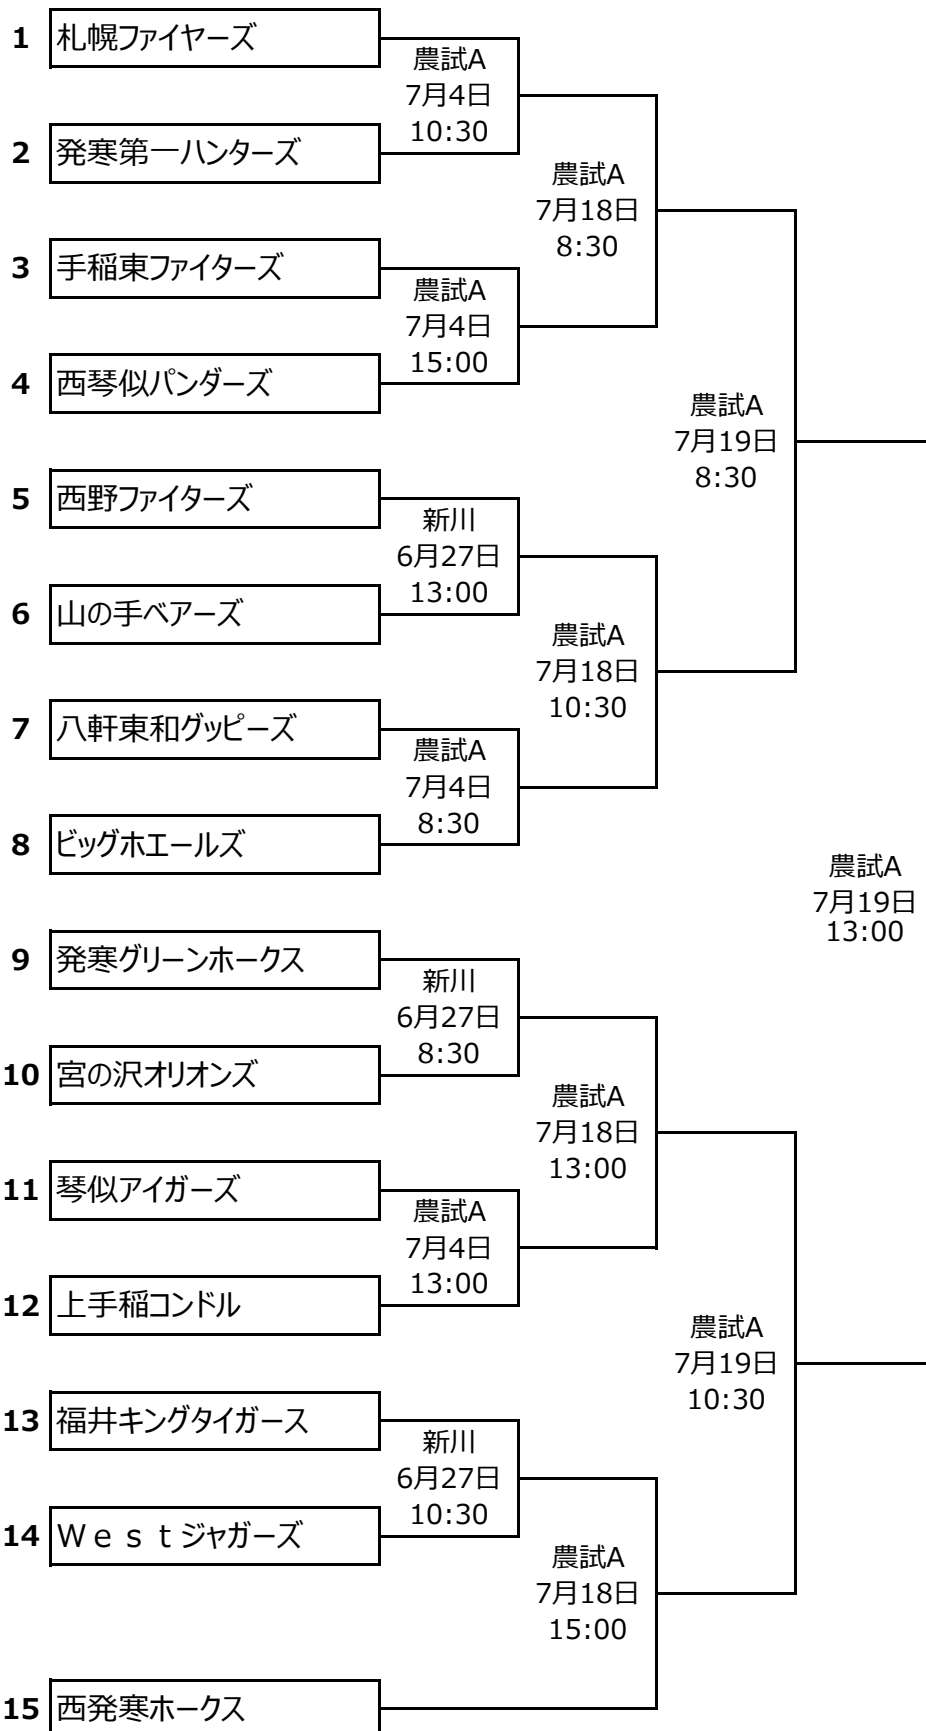 1 札幌ファイヤーズ
農試A
7月4日
10:30
2 発寒第一ハンターズ
農試A
7月18日
8:30
3 手稲東ファイターズ
農試A
7月4日
15:00
4 西琴似パンダーズ
農試A
7月19日
8:30
5 西野ファイターズ
新川
6月27日
13:00
6 山の手ベアーズ
農試A
7月18日
10:30
7 八軒東和グッピーズ
農試A
7月4日
8:30
8 ビッグホエールズ
農試A
7月19日
13:00
9 発寒グリーンホークス
新川
6月27日
8:30
10 宮の沢オリオンズ
農試A
7月18日
13:00
11 琴似アイガーズ
農試A
7月4日
13:00
12 上手稲コンドル
農試A
7月19日
10:30
13 福井キングタイガース
新川
6月27日
10:30
14 Ｗｅｓｔジャガーズ
農試A
7月18日
15:00
15 西発寒ホークス